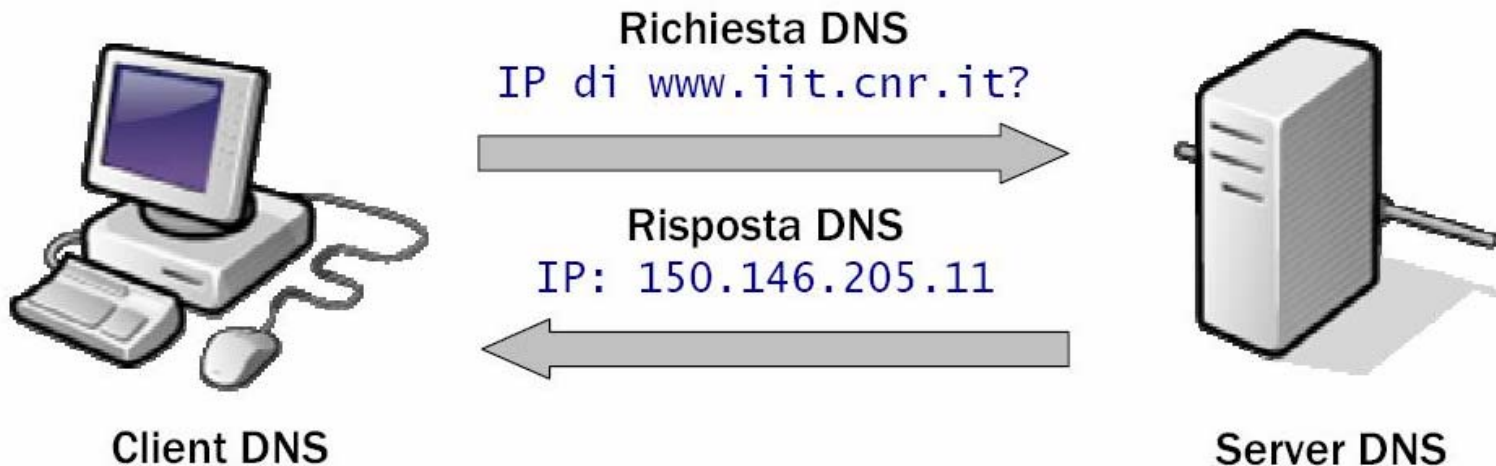 Richiesta DNS
IP di www.iit.cnr.it?
Risposta DNS
IP: 150.146.205.11
Client DNS
Server DNS